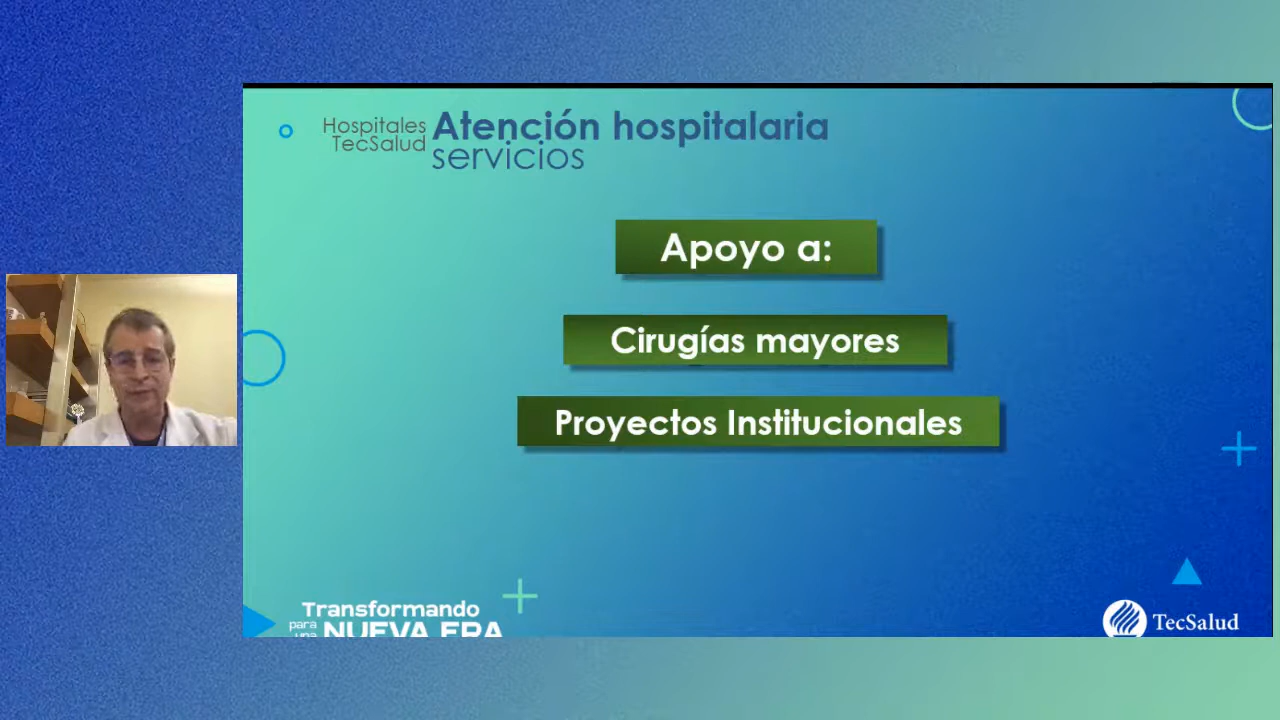 Hospitales
TecSalud
Atención hospitalaria
servicios
Apoyo a:
Cirugías mayores
Proyectos Institucionales
Transformando
para
una
NUEVA ERA
TecSalud